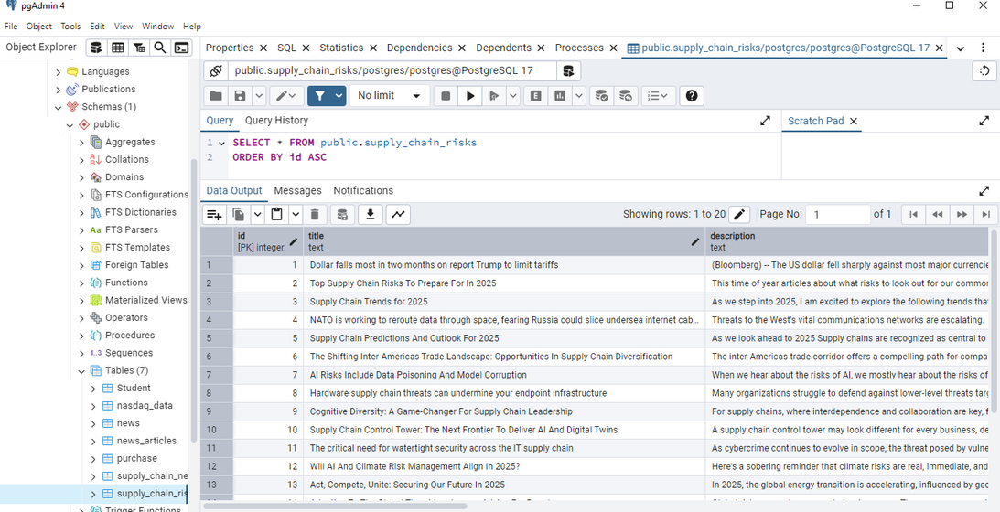 pgAdmin 4
File Object Tools Edit View Window Help
Object Explorer
Properties SQL Statistics Dependencies Dependents Processes public.supply_chain_risks/postgres/postgres@PostgreSQL 17
Languages
Publications
Schemas (1)
public
Aggregates
Collations
Domains
FTS Configurations
FTS Dictionaries
FTS Parsers
FTS Templates
Foreign Tables
Functions
Materialized Views
Operators
Procedures
1..3 Sequences
Tables (7)
Student
nasdaq_data
news
news_articles
purchase
supply_chain_ne
supply_chain_ris
public.supply_chain_risks/postgres/postgres@PostgreSQL 17
No limit
Query Query History
Scratch Pad
1 SELECT * FROM public.supply_chain_risks
2 ORDER BY id ASC
Data Output Messages Notifications
Showing rows: 1 to 20 Page No: 1 of 1
id title description
[PK] integer text text
1 1 Dollar falls most in two months on report Trump to limit tariffs (Bloomberg) -- The US dollar fell sharply against most major currencie
2 2 Top Supply Chain Risks To Prepare For In 2025 This time of year articles about what risks to look out for our commor
3 3 Supply Chain Trends for 2025 As we step into 2025, I am excited to explore the following trends tha
4 4 NATO is working to reroute data through space, fearing Russia could slice undersea internet cab... Threats to the West's vital communications networks are escalating.
5 5 Supply Chain Predictions And Outlook For 2025 As we look ahead to 2025 Supply chains are recognized as central to
6 6 The Shifting Inter-Americas Trade Landscape: Opportunities In Supply Chain Diversification The inter-Americas trade corridor offers a compelling path for compa
7 7 AI Risks Include Data Poisoning And Model Corruption When we hear about the risks of AI, we mostly hear about the risks of
8 8 Hardware supply chain threats can undermine your endpoint infrastructure Many organizations struggle to defend against lower-level threats targ
9 9 Cognitive Diversity: A Game-Changer For Supply Chain Leadership For supply chains, where interdependence and collaboration are key, f
10 10 Supply Chain Control Tower: The Next Frontier To Deliver AI And Digital Twins A supply chain control tower may look different for every business, de
11 11 The critical need for watertight security across the IT supply chain As cybercrime continues to evolve in scope, the threat posed by vulne
12 12 Will AI And Climate Risk Management Align In 2025? Here's a sobering reminder that climate risks are real, immediate, and
13 13 Act, Compete, Unite: Securing Our Future In 2025 In 2025, the global energy transition is accelerating, influenced by geo
Trigger Functions